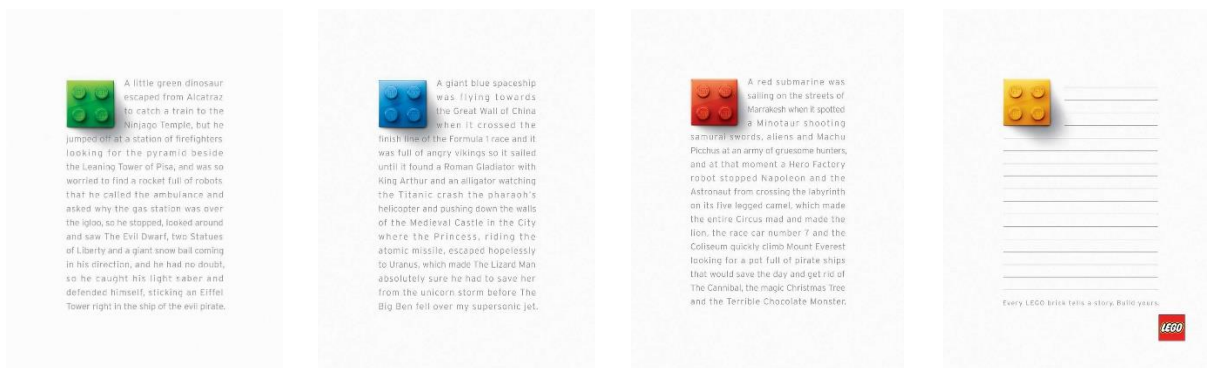 A little green dinosaur
escaped from Alcatraz
to catch a train to the
Ninjago Temple, but he
jumped off at a station of firefighters
looking for the pyramid beside
the Leaning Tower of Pisa, and was so
worried to find a rocket full of robots
that he called the ambulance and
asked why the gas station was over
the igloo, so he stopped, looked around
and saw The Evil Dwarf, two Statues
of Liberty and a giant snow ball coming
in his direction, and he had no doubt,
so he caught his light saber and
defended himself, sticking an Eiffel
Tower right in the ship of the evil pirate.
A giant blue spaceship
was flying towards
the Great Wall of China
when it crossed the
finish line of the Formula 1 race and it
was full of angry vikings so it sailed
until it found a Roman Gladiator with
King Arthur and an alligator watching
the Titanic crash the pharaoh's
helicopter and pushing down the walls
of the Medieval Castle in the City
where the Princess, riding the
atomic missile, escaped hopelessly
to Uranus, which made The Lizard Man
absolutely sure he had to save her
from the unicorn storm before The
Big Ben fell over my supersonic jet.
A red submarine was
sailing on the streets of
Marrakesh when it spotted
a Minotaur shooting
samurai swords, aliens and Machu
Picchus at an army of gruesome hunters,
and at that moment a Hero Factory
robot stopped Napoleon and the
Astronaut from crossing the labyrinth
on its five legged camel, which made
the entire Circus mad and made the
lion, the race car number 7 and the
Coliseum quickly climb Mount Everest
looking for a pot full of pirate ships
that would save the day and get rid of
The Cannibal, the magic Christmas Tree
and the Terrible Chocolate Monster.
Every LEGO brick tells a story. Build yours.
LEGO